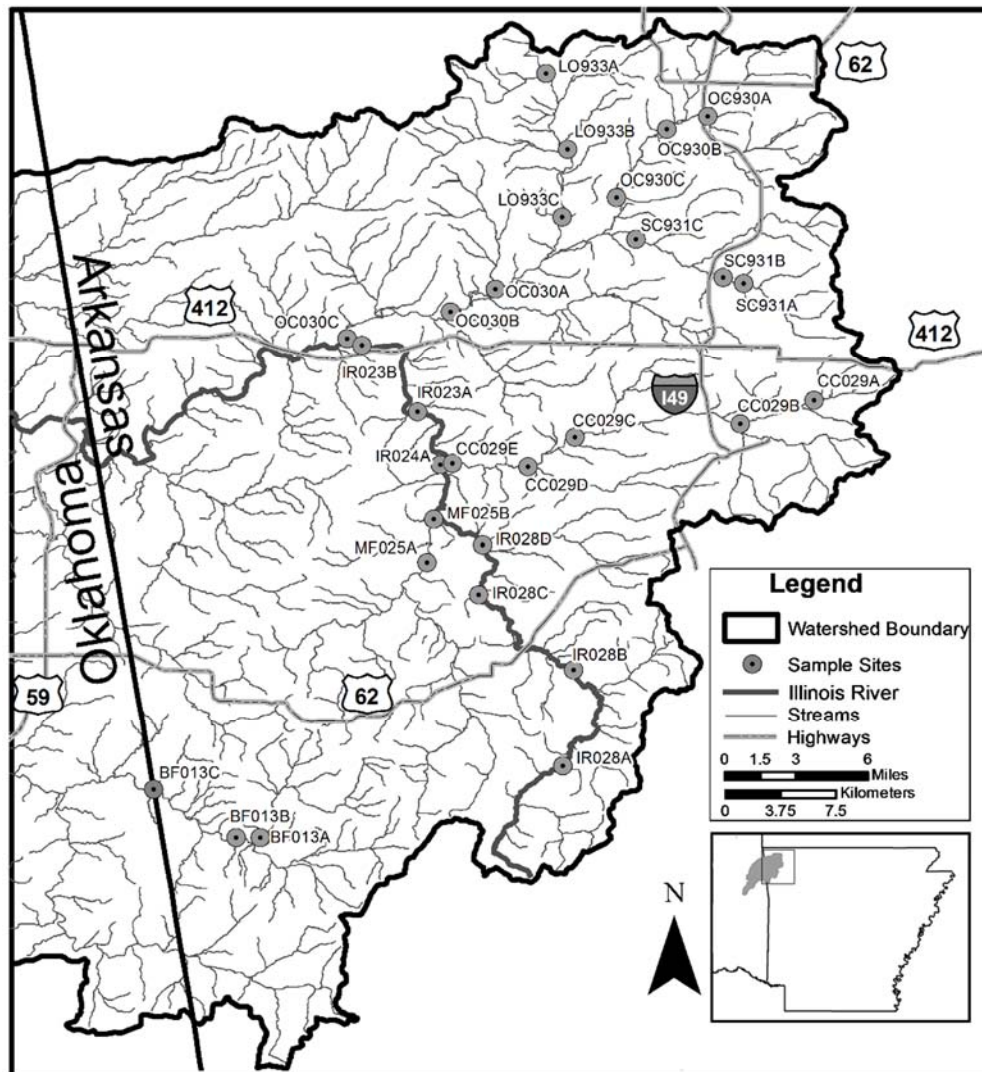 62
LO933A
OC930A
LO933B
OC930B
OC930C
LO933C
SC931C
SC931B
SC931A
Arkansas
412
OC030A
OC030B
OC030C
412
IR023B
IR023A
I49
CC029A
CC029B
CC029C
IR024A
CC029E
CC029D
Oklahoma
MF025B
IR028D
MF025A
IR028C
Legend
Watershed Boundary
Sample Sites
Illinois River
Streams
Highways
0 1.5 3 6
Miles
Kilometers
0 3.75 7.5
IR028B
59
62
IR028A
BF013C
BF013B
BF013A
N